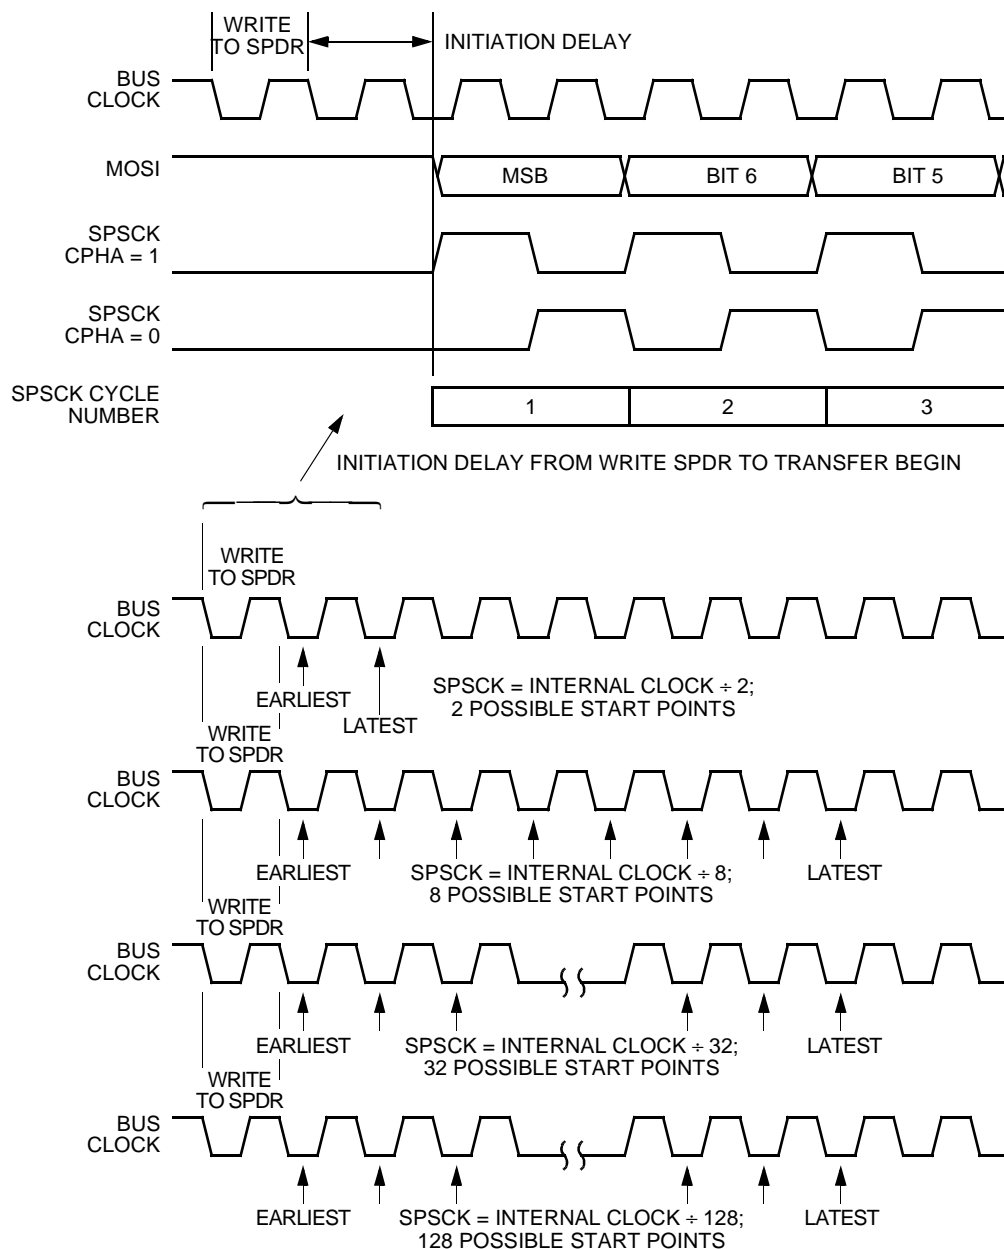 WRITE
TO SPDR
INITIATION DELAY
BUS
CLOCK
MOSI
MSB
BIT 6
BIT 5
SPSCK
CPHA = 1
SPSCK
CPHA = 0
SPSCK CYCLE
NUMBER
1
2
3
INITIATION DELAY FROM WRITE SPDR TO TRANSFER BEGIN
WRITE
TO SPDR
BUS
CLOCK
EARLIEST
LATEST
SPSCK = INTERNAL CLOCK ÷ 2;
2 POSSIBLE START POINTS
WRITE
TO SPDR
BUS
CLOCK
EARLIEST
SPSCK = INTERNAL CLOCK ÷ 8;
8 POSSIBLE START POINTS
LATEST
WRITE
TO SPDR
BUS
CLOCK
EARLIEST
SPSCK = INTERNAL CLOCK ÷ 32;
32 POSSIBLE START POINTS
LATEST
WRITE
TO SPDR
BUS
CLOCK
EARLIEST
SPSCK = INTERNAL CLOCK ÷ 128;
128 POSSIBLE START POINTS
LATEST